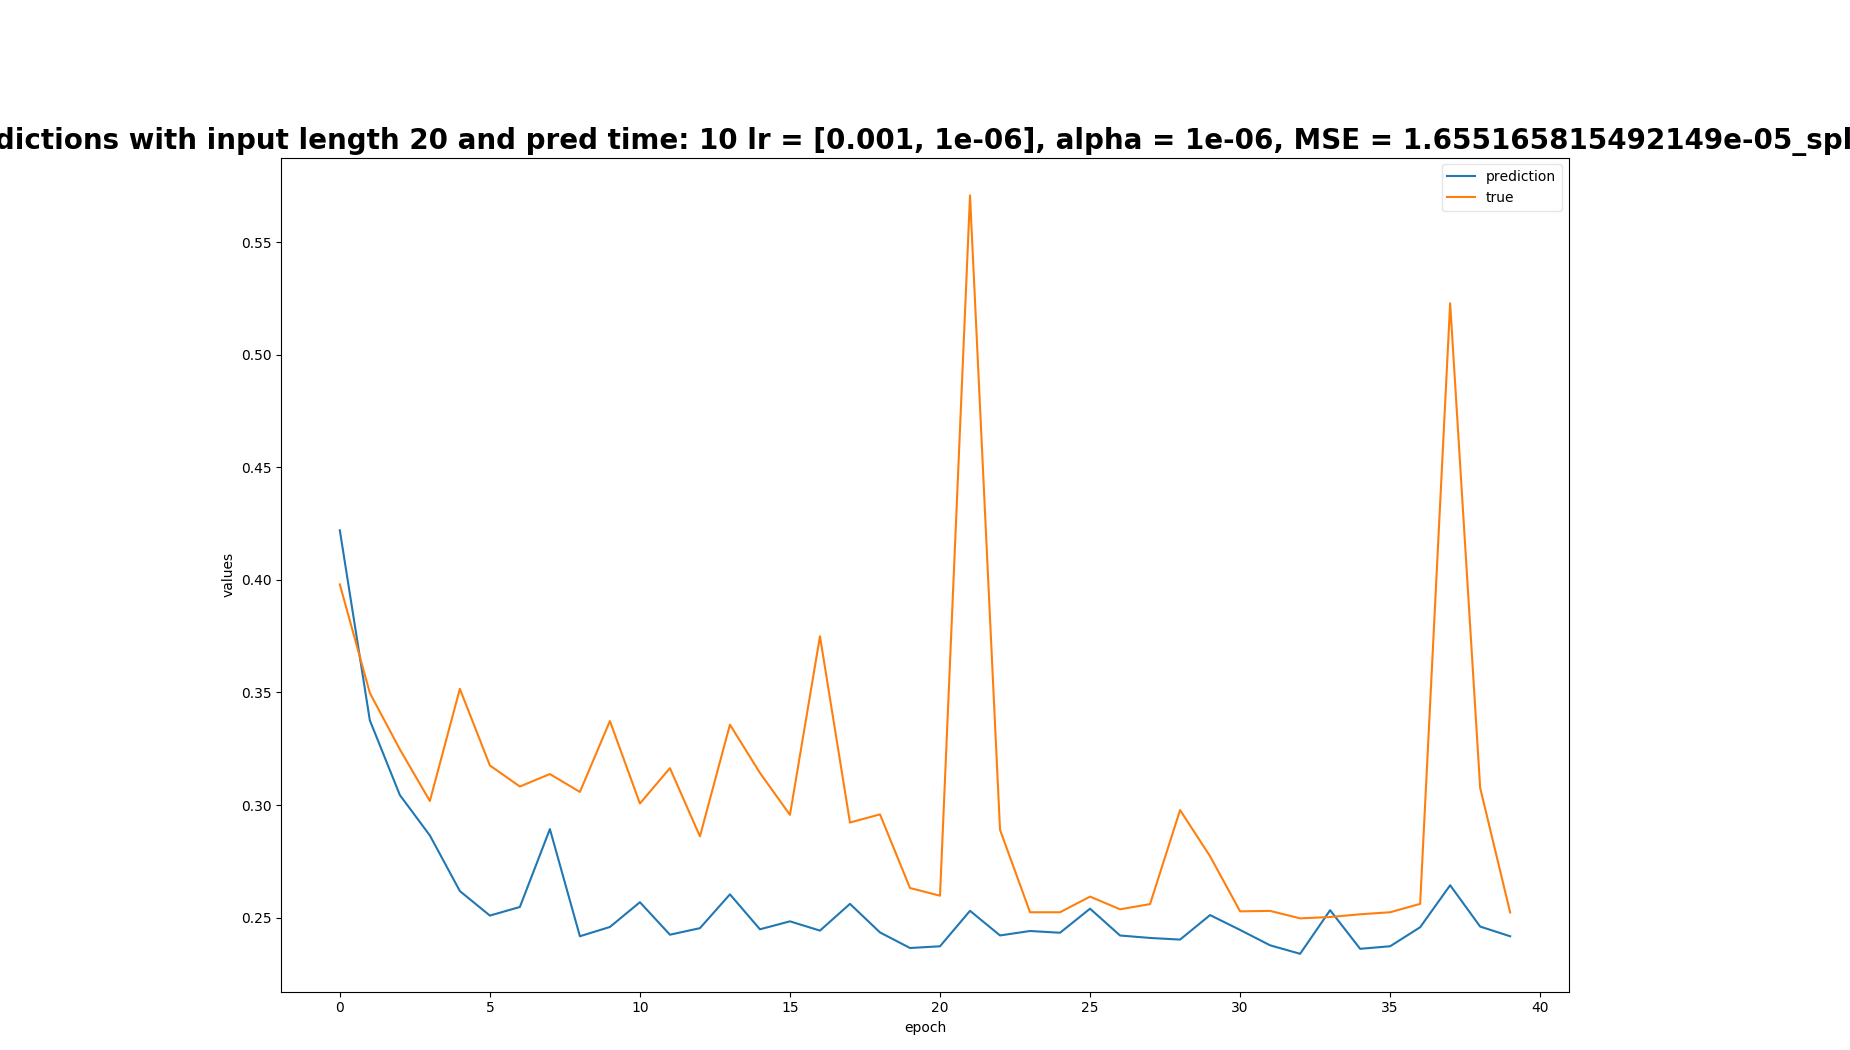 dictions with input length 20 and pred time: 10 lr = [0.001, 1e-06], alpha = 1e-06, MSE = 1.655165815492149e-05_spl
prediction
true
0.55
0.50
0.45
0.40
0.35
0.30
0.25
values
0 5 10 15 20 25 30 35 40
epoch